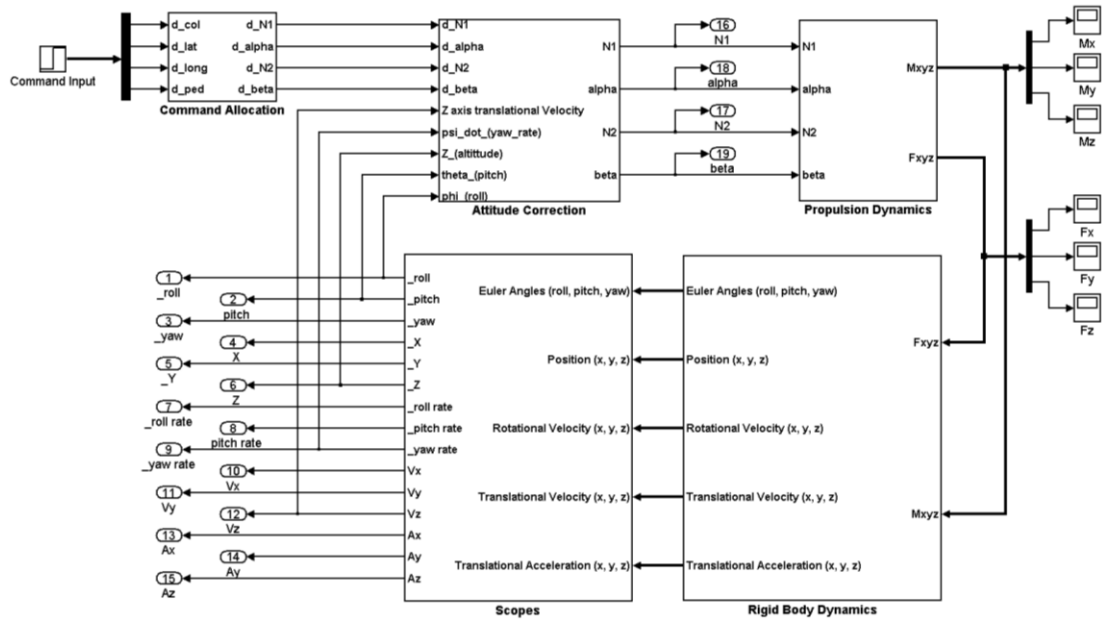 Command Input
d_col
d_lat
d_long
d_ped
d_N1
d_alpha
d_N2
d_beta
Command Allocation
d_N1
d_alpha
d_N2
d_beta
Z axis translational Velocity
psi_dot_(yaw_rate)
Z_(altittude)
theta_(pitch)
phi_(roll)
N1
alpha
N2
beta
Attitude Correction
16
N1
18
alpha
17
N2
19
beta
N1
alpha
N2
beta
Mxyz
Fxyz
Propulsion Dynamics
Mx
My
Mz
Fx
Fy
Fz
1
_roll
2
pitch
3
_yaw
4
X
5
_Y
6
Z
7
_roll rate
8
pitch rate
9
_yaw rate
10
Vx
11
Vy
12
Vz
13
Ax
14
Ay
15
Az
_roll
_pitch
_yaw
_X
_Y
_Z
_roll rate
_pitch rate
_yaw rate
Vx
Vy
Vz
Ax
Ay
Az
Euler Angles (roll, pitch, yaw)
Position (x, y, z)
Rotational Velocity (x, y, z)
Translational Velocity (x, y, z)
Translational Acceleration (x, y, z)
Scopes
Euler Angles (roll, pitch, yaw)
Position (x, y, z)
Rotational Velocity (x, y, z)
Translational Velocity (x, y, z)
Translational Acceleration (x, y, z)
Fxyz
Mxyz
Rigid Body Dynamics